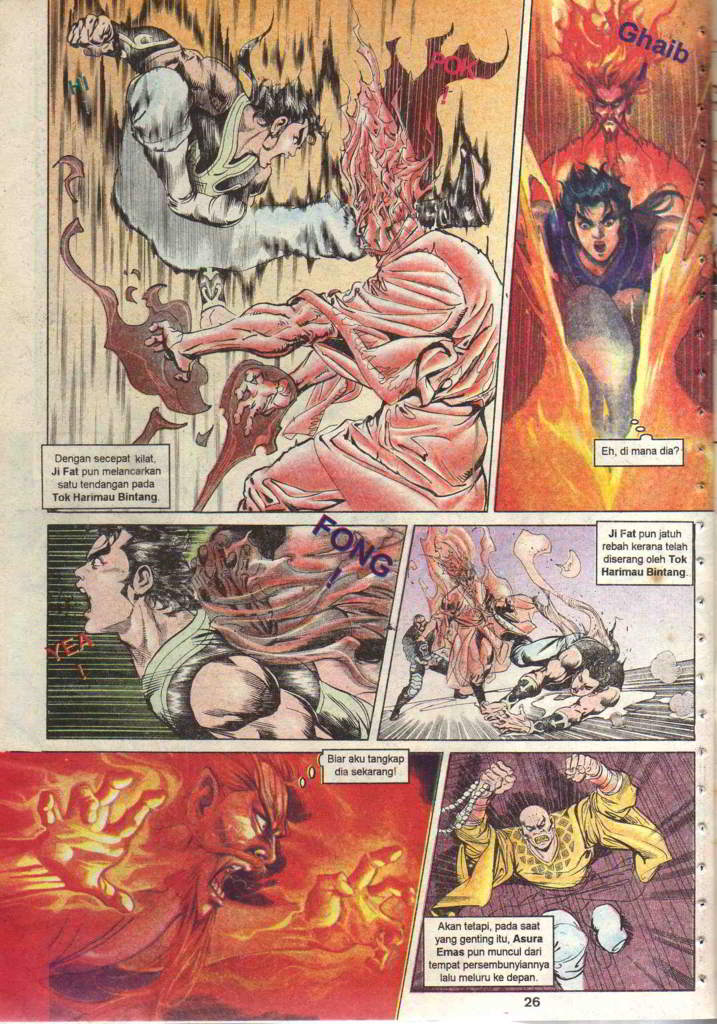 HI
POK
!
Dengan secepat kilat,
Ji Fat pun melancarkan
satu tendangan pada
Tok Harimau Bintang.
Ghaib
Eh, di mana dia?
FONG
!
YEA
!
Ji Fat pun jatuh
rebah kerana telah
diserang oleh Tok
Harimau Bintang.
Biar aku tangkap
dia sekarang!
Akan tetapi, pada saat
yang genting itu, Asura
Emas pun muncul dari
tempat persembunyiannya
lalu meluru ke depan.
26